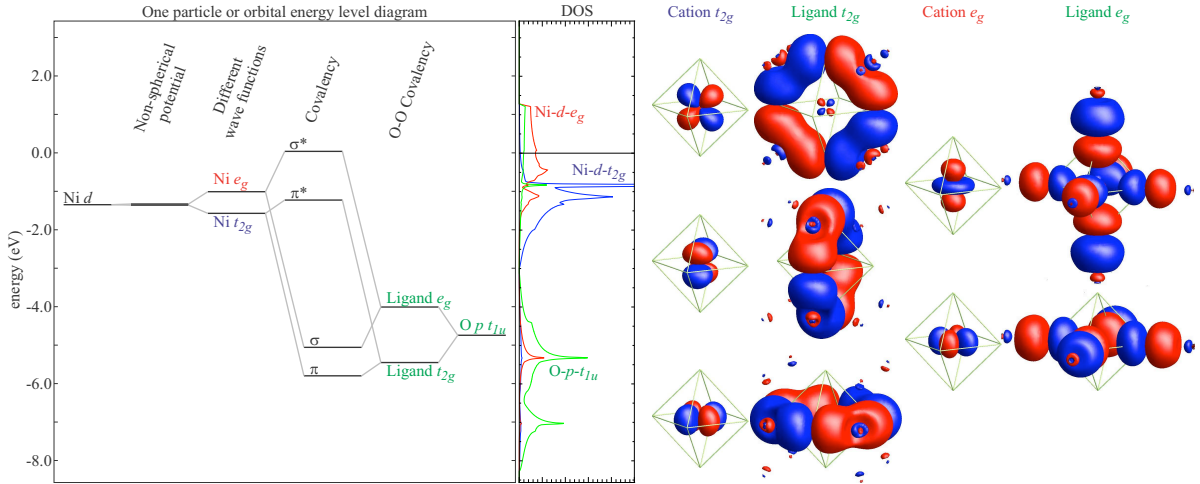 One particle or orbital energy level diagram
DOS
Cation t2g
Ligand t2g
Cation eg
Ligand eg
energy (eV)
2.0
0.0
-2.0
-4.0
-6.0
-8.0
Non-spherical
potential
Different
wave functions
Covalency
O-O Covalency
Ni d
Ni eg
Ni t2g
σ*
π*
σ
π
Ligand eg
Ligand t2g
O p t1u
Ni-d-eg
Ni-d-t2g
O-p-t1u